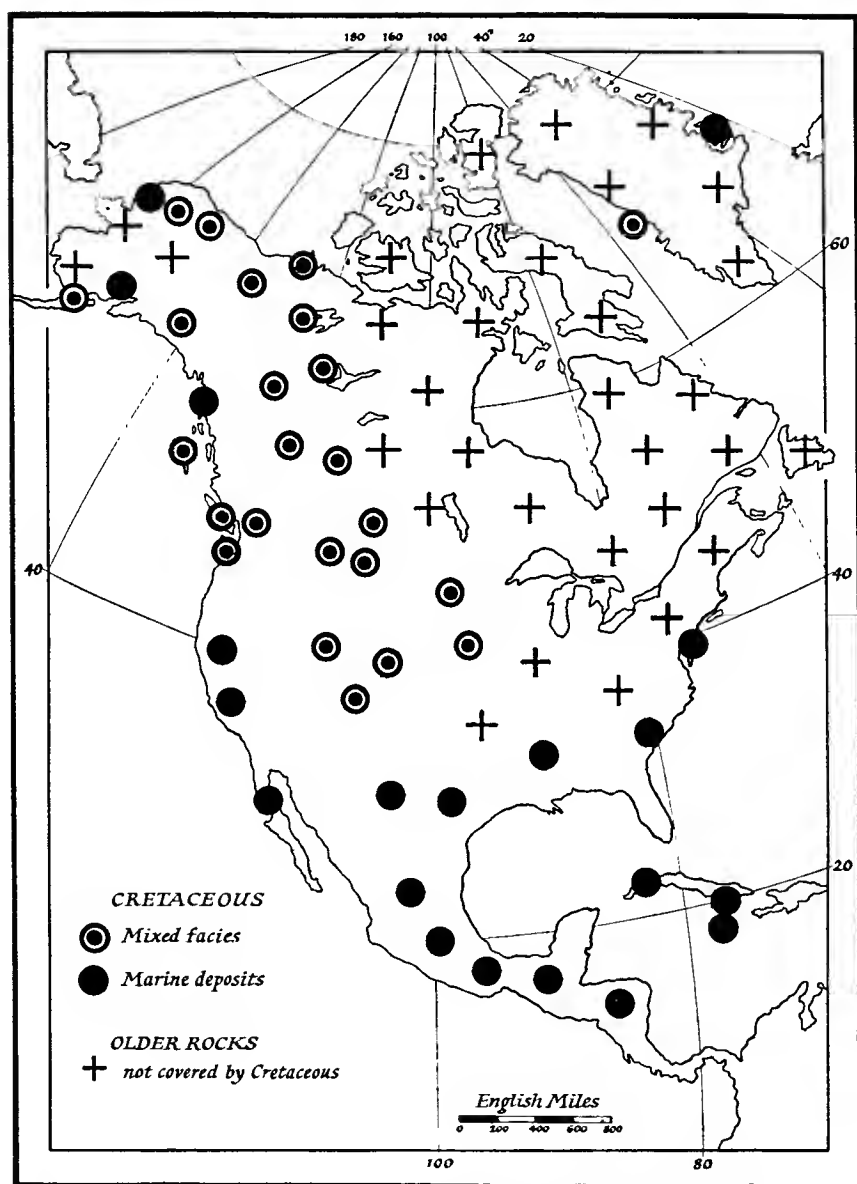 180 160 100 40° 20
60
40
40
20
CRETACEOUS
Mixed facies
Marine deposits
OLDER ROCKS
not covered by Cretaceous
English Miles
0 200 400 600 800
100 80